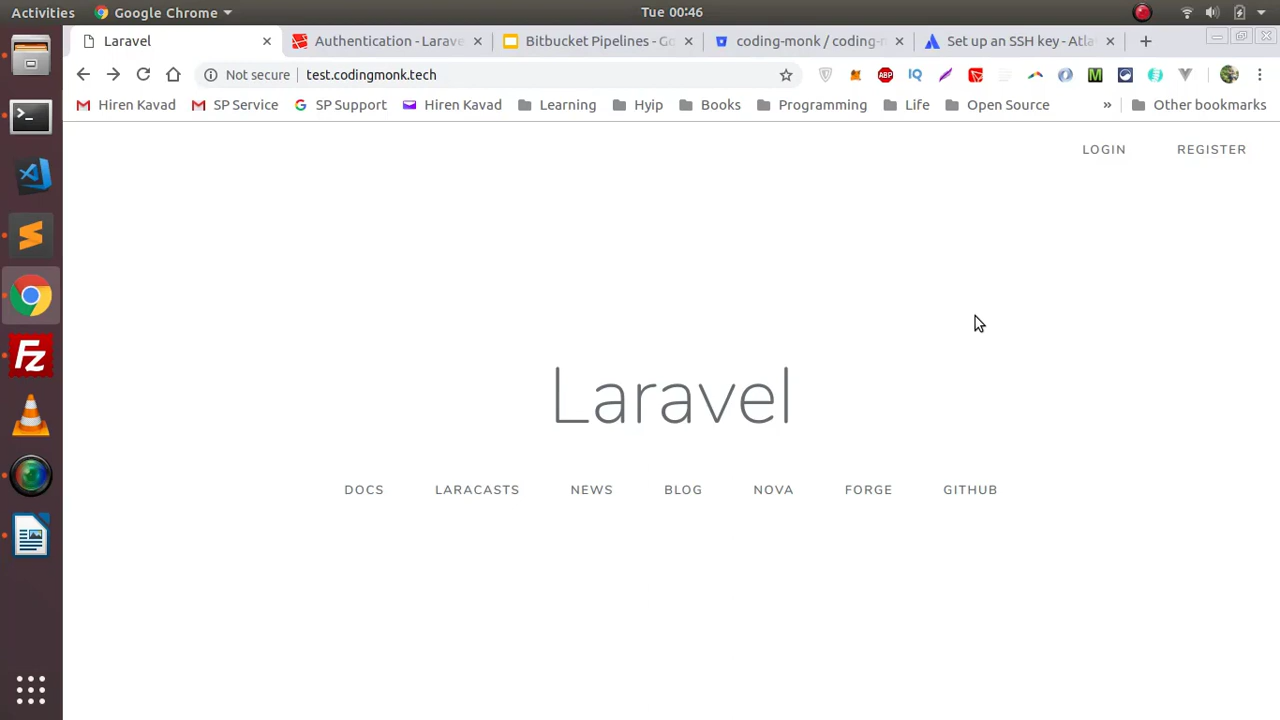 Activities Google Chrome Tue 00:46
Laravel Authentication - Larave Bitbucket Pipelines - Go coding-monk / coding-m Set up an SSH key - Atla
Not secure test.codingmonk.tech
Hiren Kavad SP Service SP Support Hiren Kavad Learning Hyip Books Programming Life Open Source » Other bookmarks
LOGIN REGISTER
Laravel
DOCS LARACASTS NEWS BLOG NOVA FORGE GITHUB